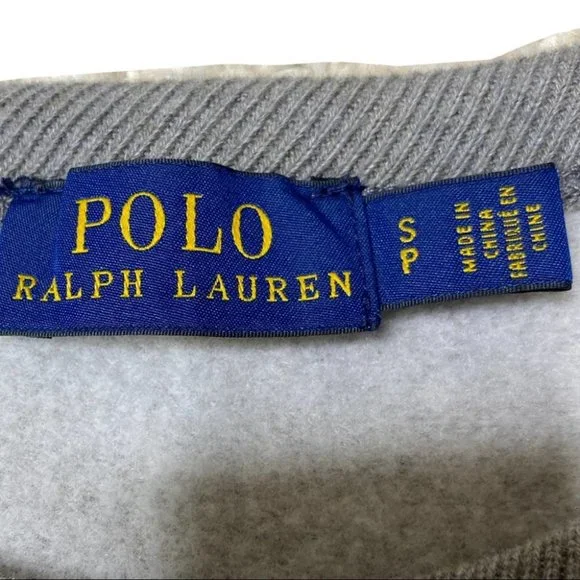 POLO
RALPH LAUREN
S
P
MADE IN
CHINA
FABRIQUÉ EN
CHINE